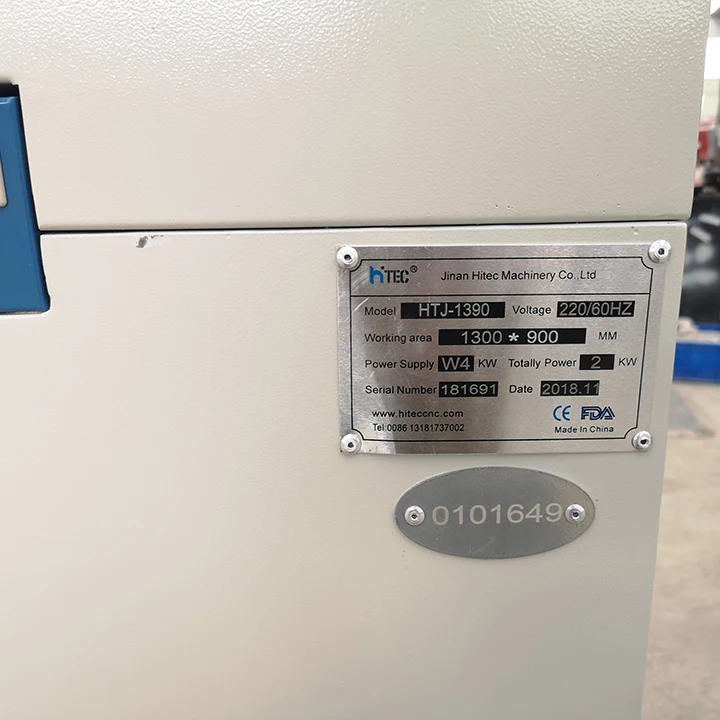 hiTEC® Jinan Hitec Machinery Co.,Ltd
Model HTJ-1390 Voltage 220/60HZ
Working area 1300 * 900 MM
Power Supply W4 KW Totally Power 2 KW
Serial Number 181691 Date 2018.11
www.hiteccnc.com CE FDA
Tel:0086 13181737002 Made In China
0101649